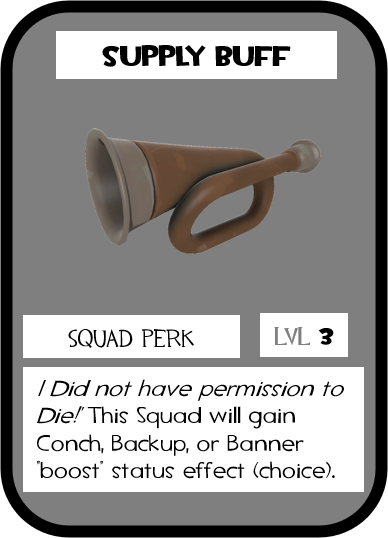 SUPPLY BUFF
SQUAD PERK
LVL 3
I Did not have permission to
Die!" This Squad will gain
Conch, Backup, or Banner
"boost" status effect (choice).